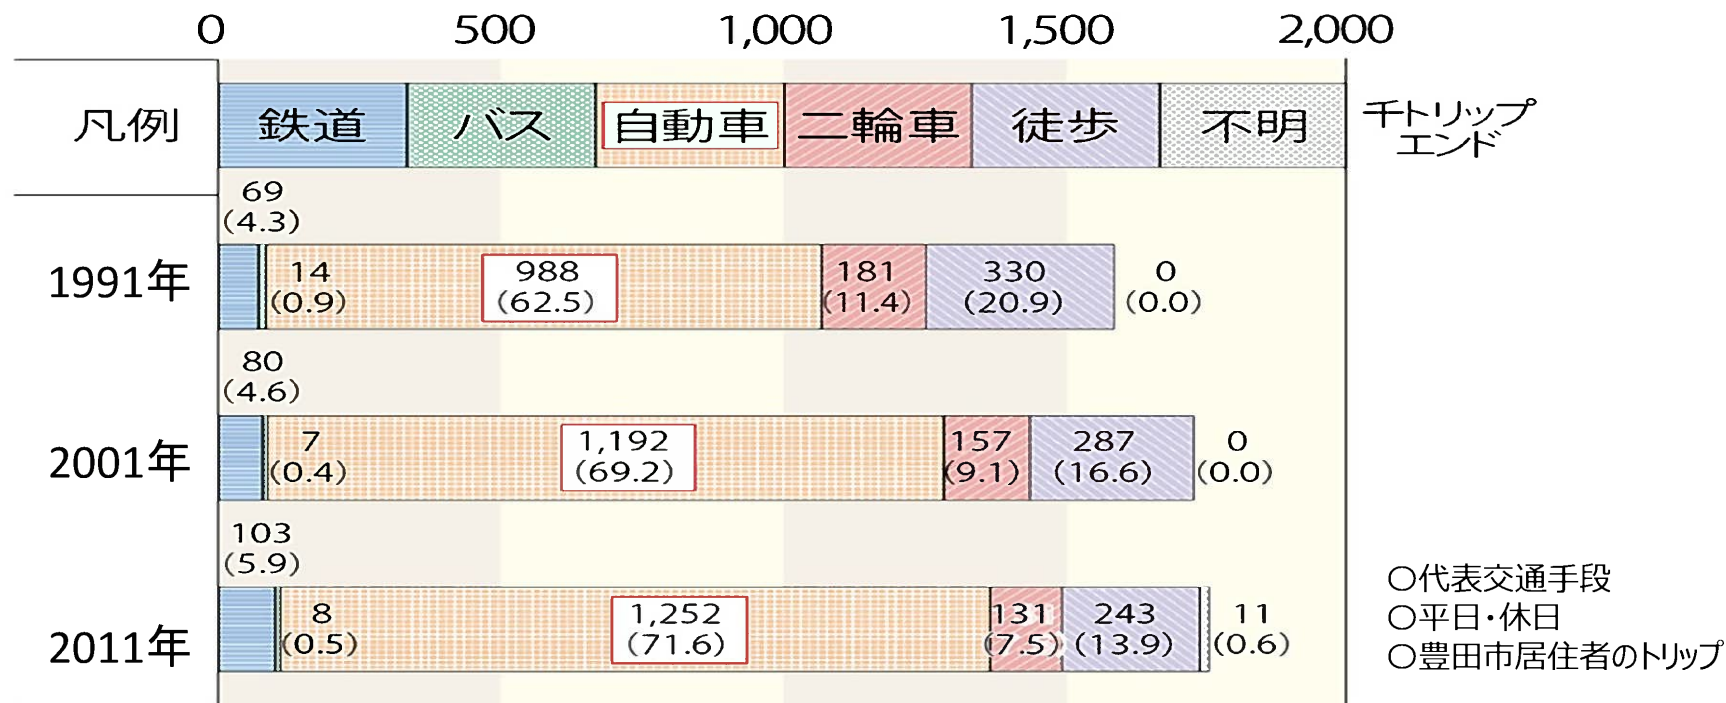 0 500 1,000 1,500 2,000
凡例 鉄道 バス 自動車 二輪車 徒歩 不明 千トリップ
エンド
69
(4.3)
1991年 14 988 181 330 0
(0.9) (62.5) (11.4) (20.9) (0.0)
80
(4.6)
2001年 7 1,192 157 287 0
(0.4) (69.2) (9.1) (16.6) (0.0)
103
(5.9)
2011年 8 1,252 131 243 11
(0.5) (71.6) (7.5) (13.9) (0.6)
○代表交通手段
○平日・休日
○豊田市居住者のトリップ